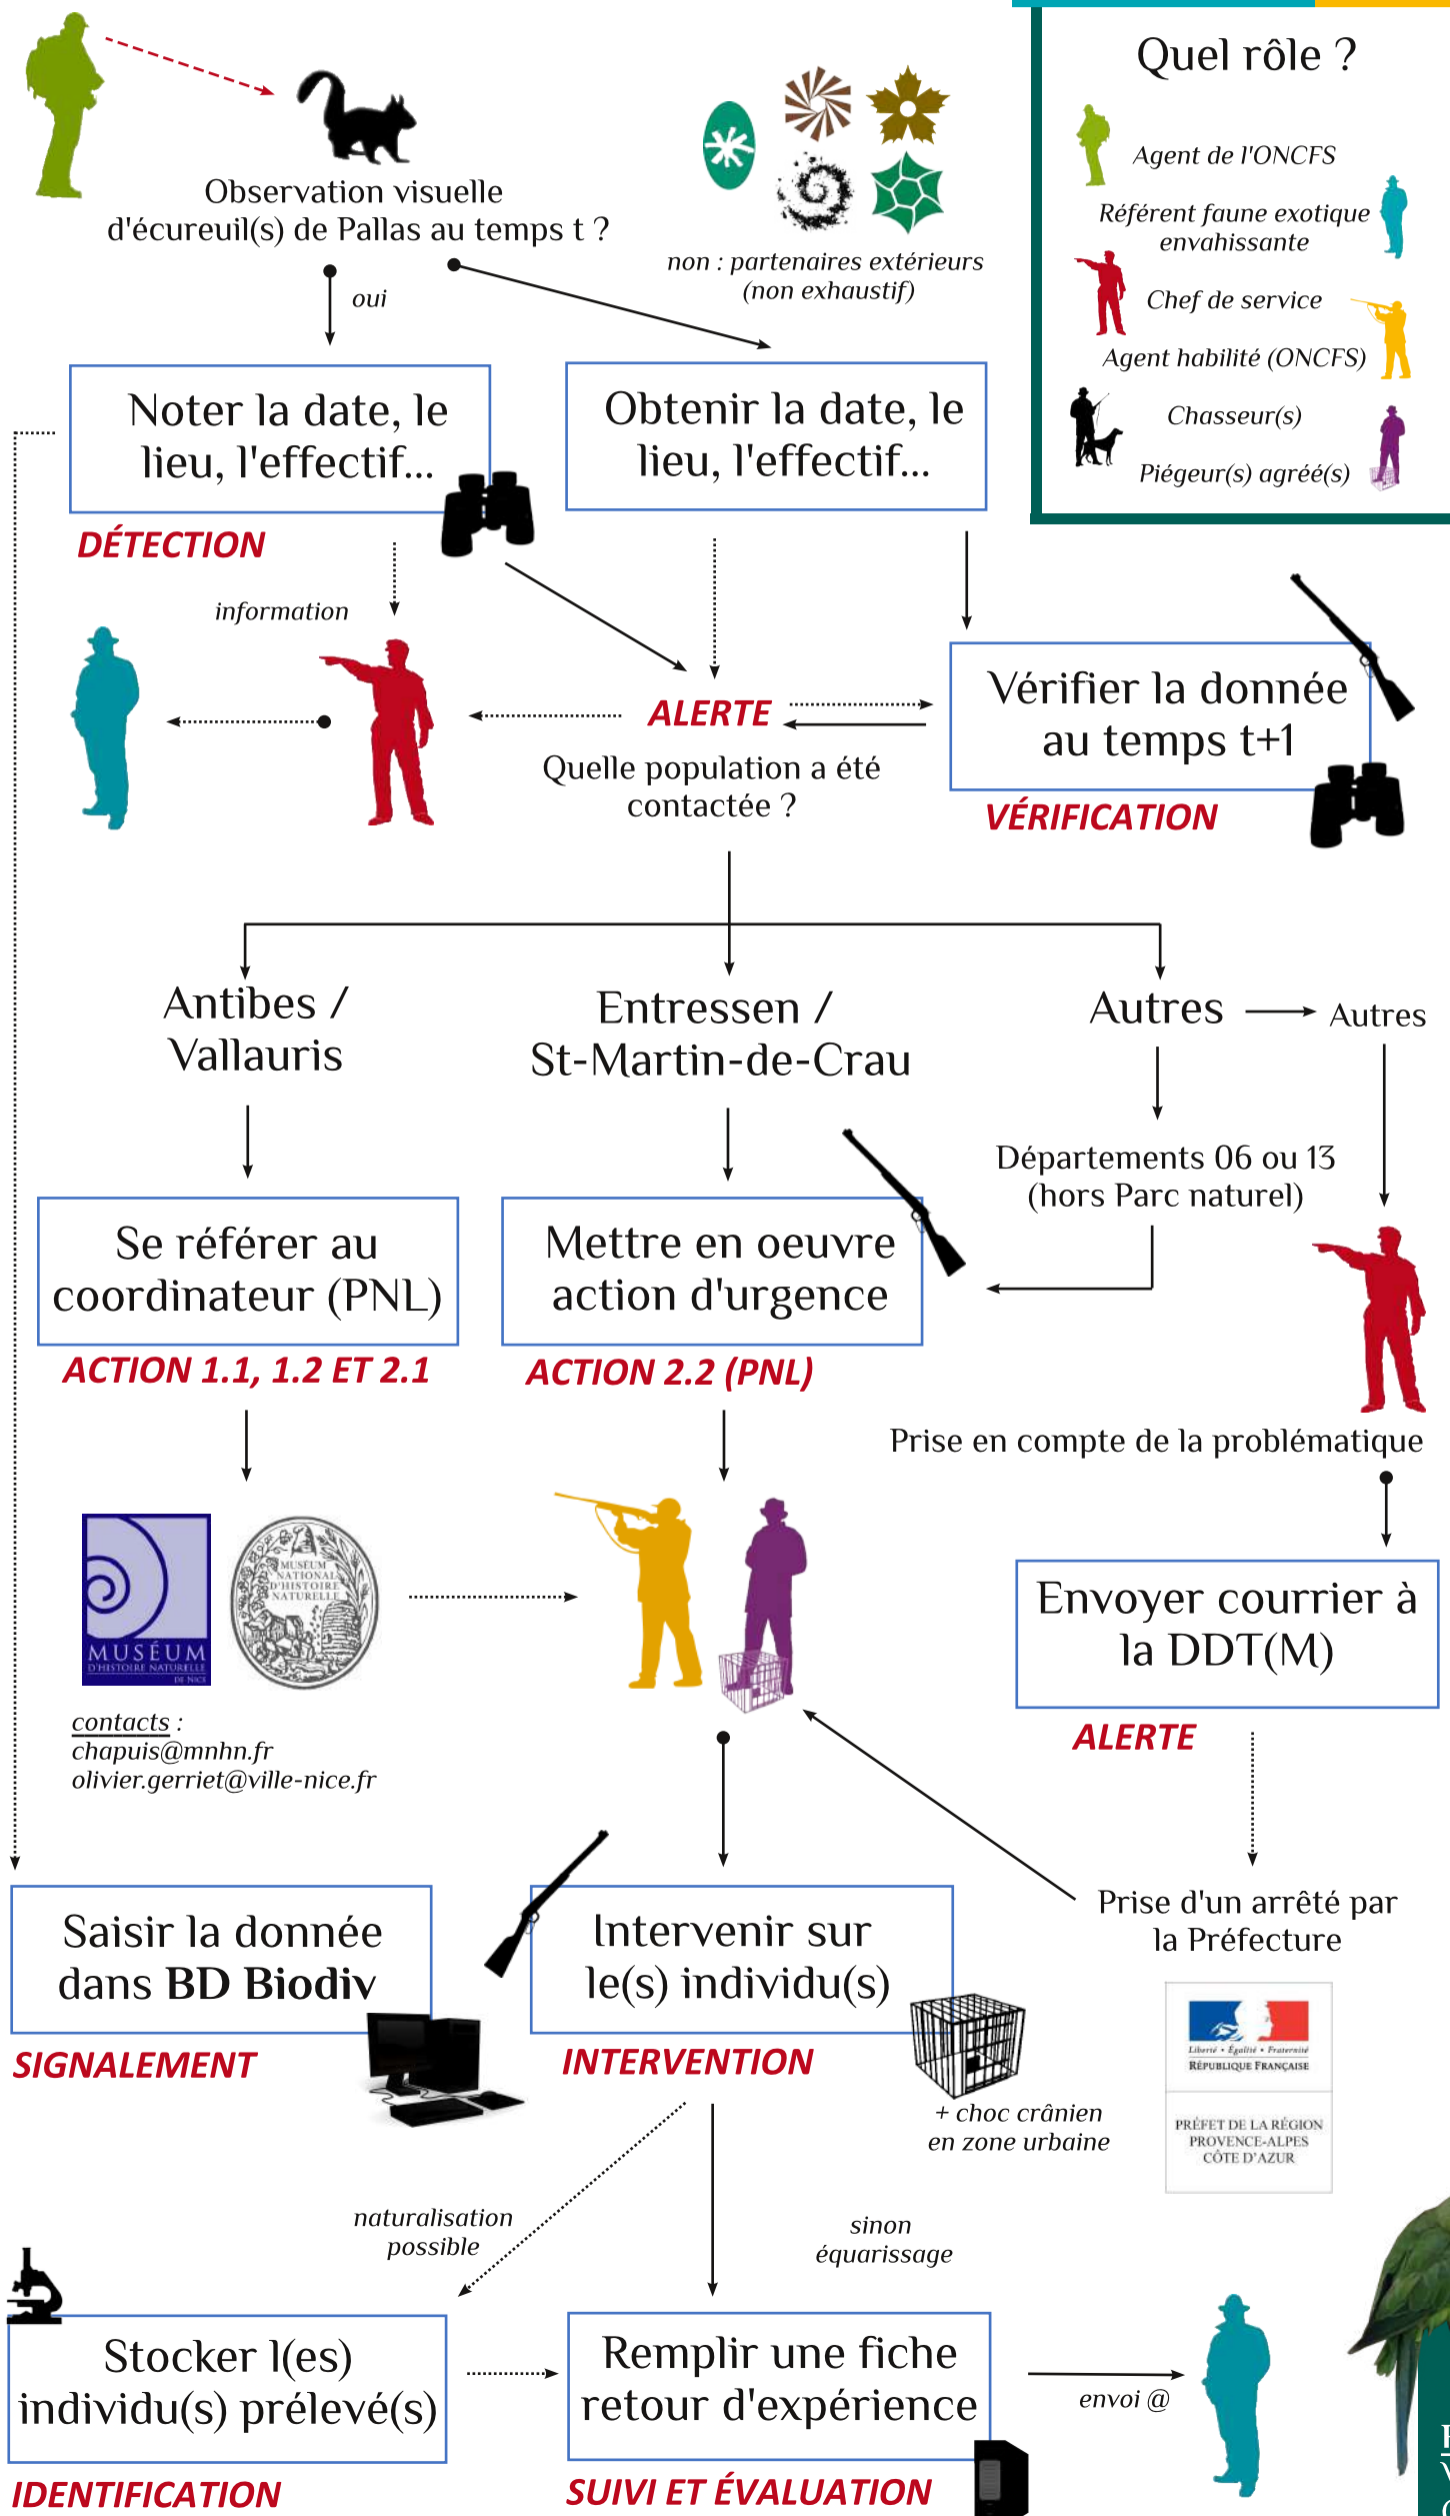 Quel rôle ?
Agent de l'ONCFS
Référent faune exotique
envahissante
Chef de service
Agent habilité (ONCFS)
Chasseur(s)
Piégeur(s) agréé(s)
Observation visuelle
d'écureuil(s) de Pallas au temps t ?
non : partenaires extérieurs
(non exhaustif)
oui
Noter la date, le
lieu, l'effectif...
DÉTECTION
Obtenir la date, le
lieu, l'effectif...
information
ALERTE
Quelle population a été
contactée ?
Vérifier la donnée
au temps t+1
VÉRIFICATION
Antibes /
Vallauris
Entressen /
St-Martin-de-Crau
Autres
Autres
Départements 06 ou 13
(hors Parc naturel)
Se référer au
coordinateur (PNL)
ACTION 1.1, 1.2 ET 2.1
Mettre en oeuvre
action d'urgence
ACTION 2.2 (PNL)
Prise en compte de la problématique
MUSÉUM
D'HISTOIRE NATURELLE
DE NICE
MUSEUM
NATIONAL
D'HISTOIRE
NATURELLE
contacts :
chapuis@mnhn.fr
olivier.gerriet@ville-nice.fr
Envoyer courrier à
la DDT(M)
ALERTE
Prise d'un arrêté par
la Préfecture
Liberté • Égalité • Fraternité
RÉPUBLIQUE FRANÇAISE
PRÉFET DE LA RÉGION
PROVENCE-ALPES
CÔTE D'AZUR
Saisir la donnée
dans BD Biodiv
SIGNALEMENT
Intervenir sur
le(s) individu(s)
INTERVENTION
+ choc crânien
en zone urbaine
naturalisation
possible
sinon
équarissage
Stocker l(es)
individu(s) prélevé(s)
IDENTIFICATION
Remplir une fiche
retour d'expérience
SUIVI ET ÉVALUATION
envoi @